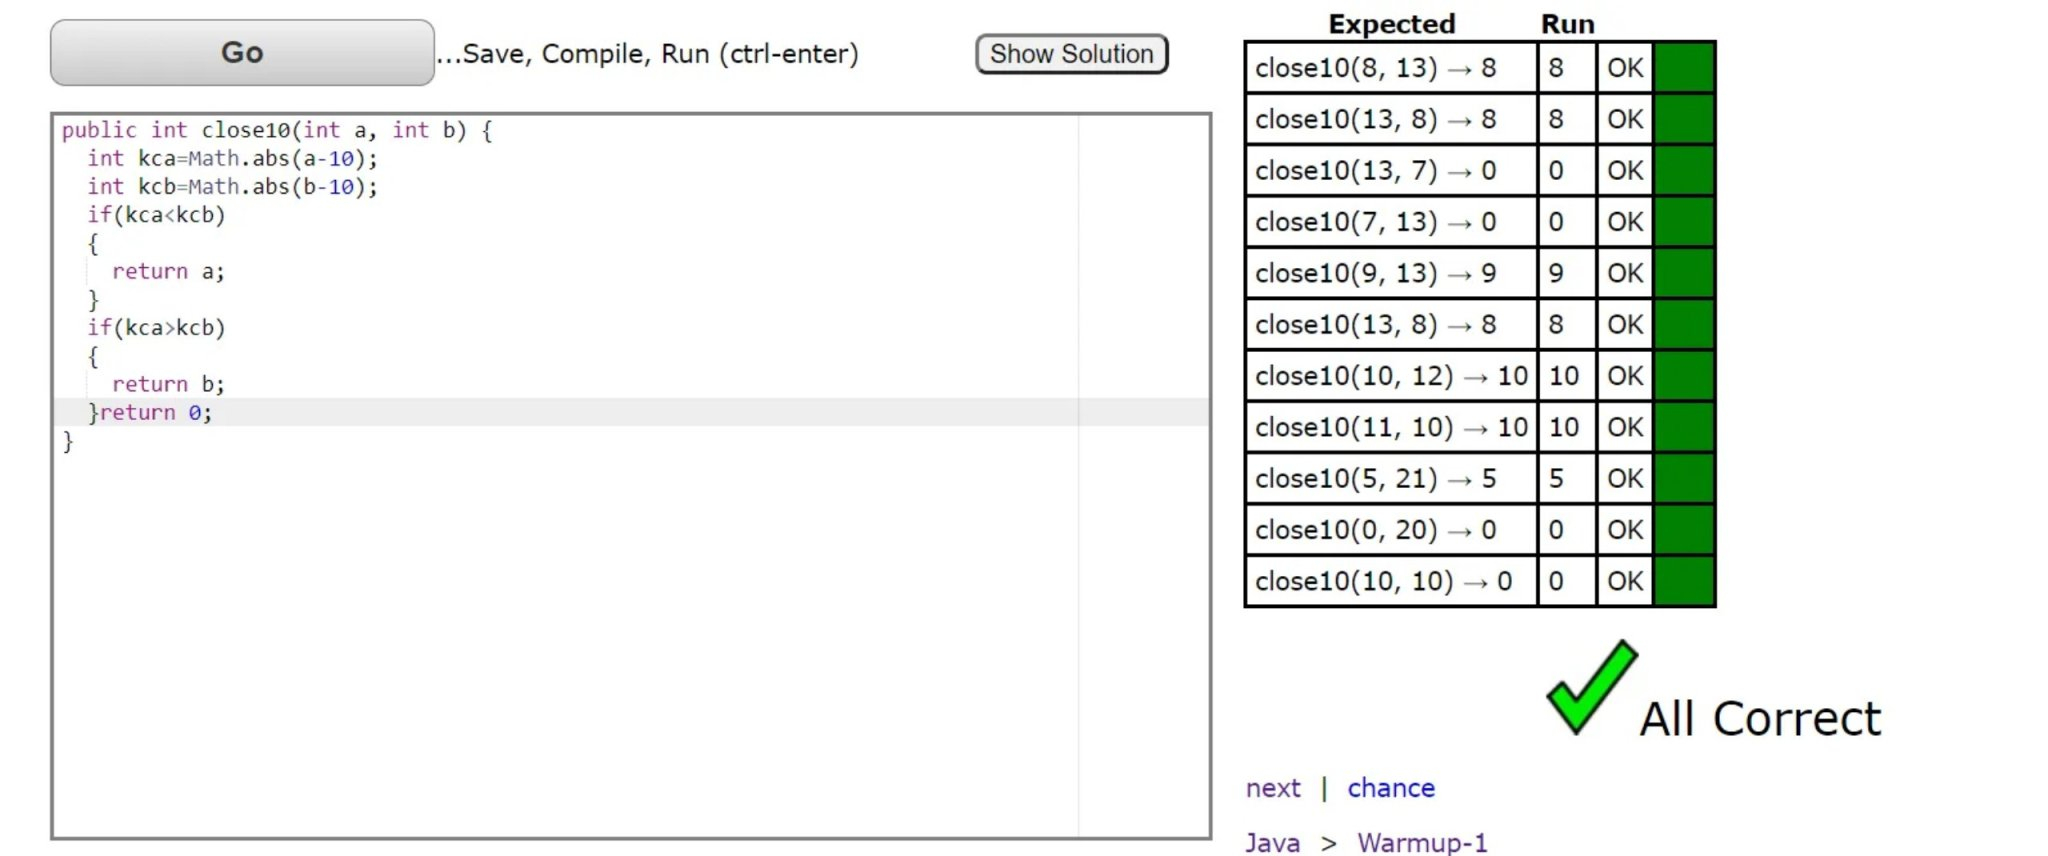 Go ...Save, Compile, Run (ctrl-enter) Show Solution
public int close10(int a, int b) {
int kca=Math.abs(a-10);
int kcb=Math.abs(b-10);
if(kca<kcb)
{
return a;
}
if(kca>kcb)
{
return b;
}return 0;
}
Expected Run
close10(8, 13) → 8 8 OK
close10(13, 8) → 8 8 OK
close10(13, 7) → 0 0 OK
close10(7, 13) → 0 0 OK
close10(9, 13) → 9 9 OK
close10(13, 8) → 8 8 OK
close10(10, 12) → 10 10 OK
close10(11, 10) → 10 10 OK
close10(5, 21) → 5 5 OK
close10(0, 20) → 0 0 OK
close10(10, 10) → 0 0 OK
All Correct
next | chance
Java > Warmup-1